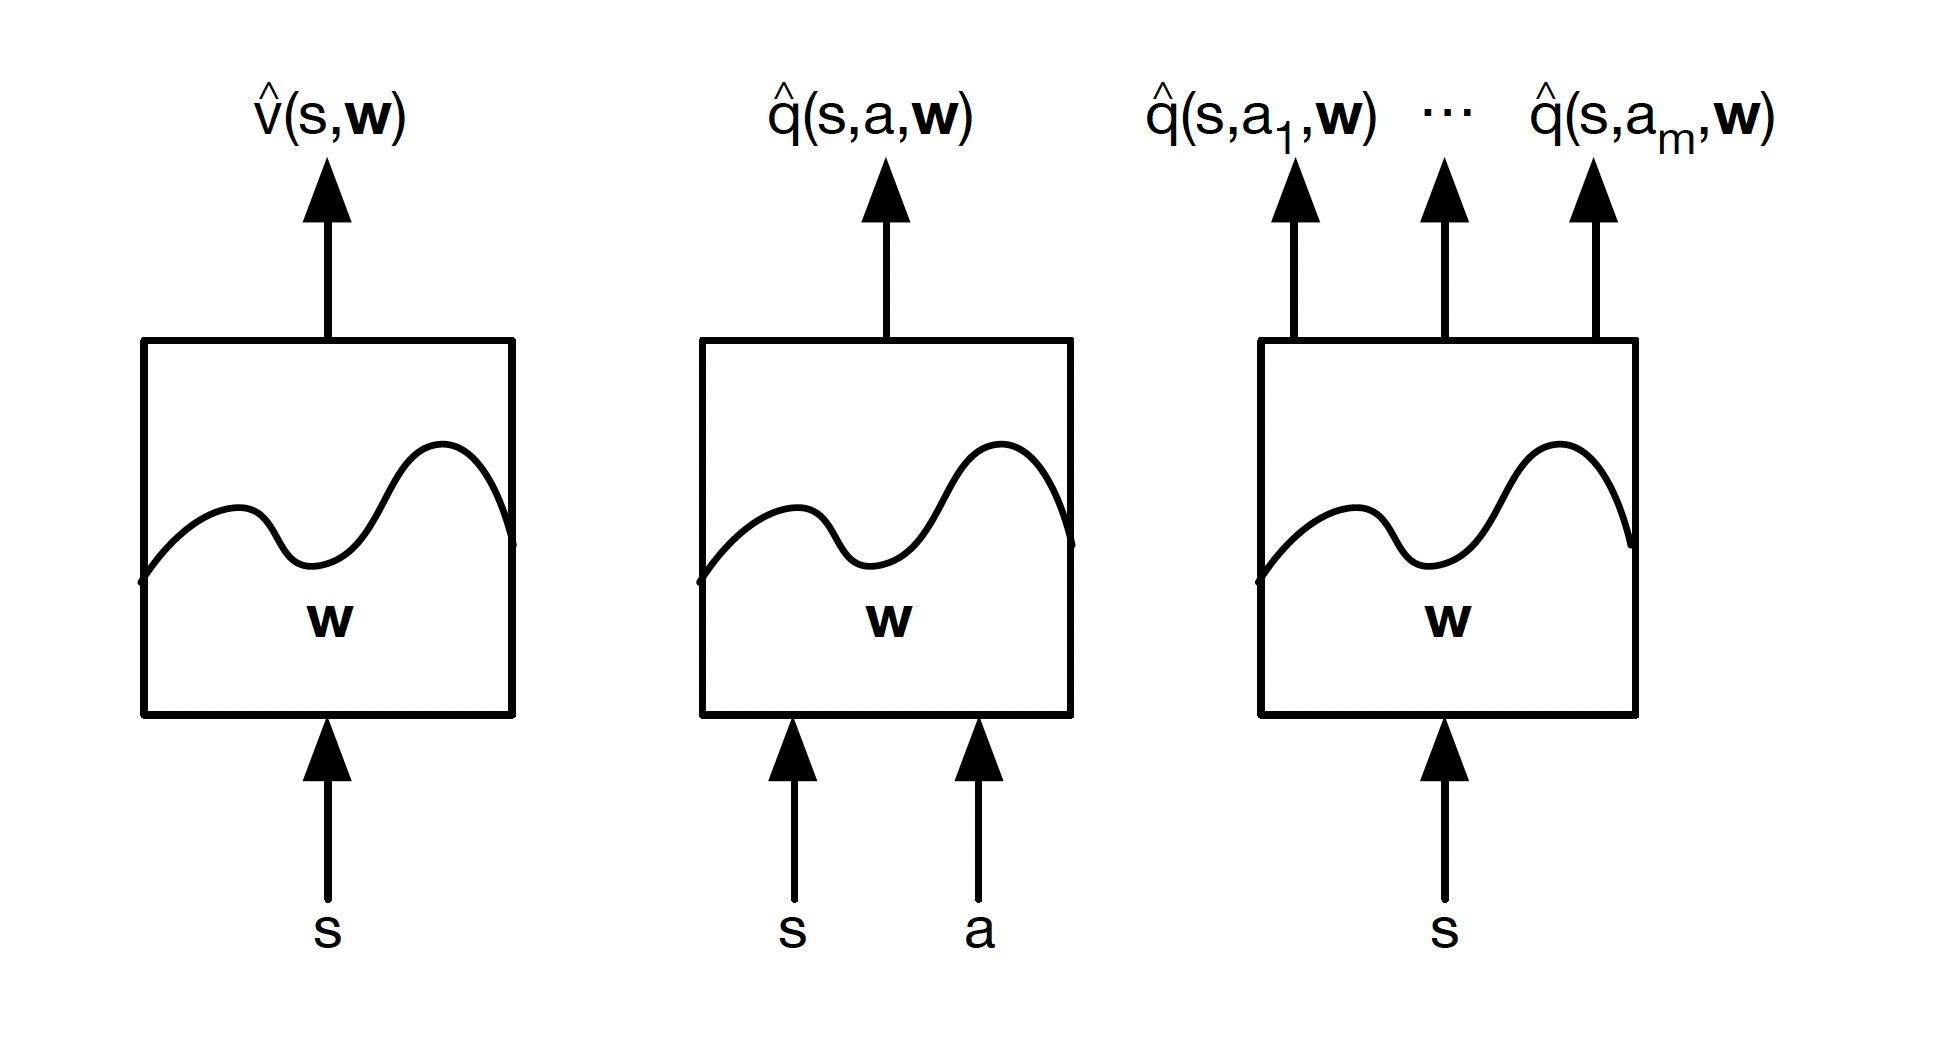 v̂(s,w) q̂(s,a,w) q̂(s,a₁,w) ··· q̂(s,aₘ,w)
w w w
s s a s